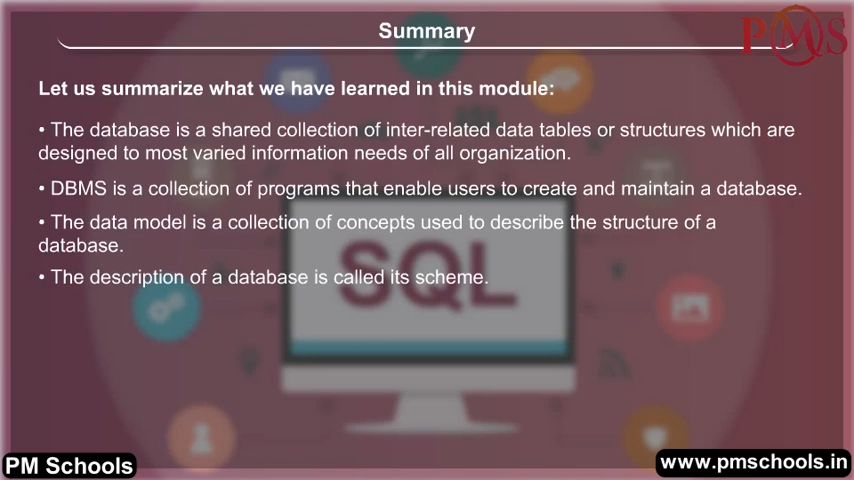 Summary
PMS
Let us summarize what we have learned in this module:
• The database is a shared collection of inter-related data tables or structures which are
designed to most varied information needs of all organization.
• DBMS is a collection of programs that enable users to create and maintain a database.
• The data model is a collection of concepts used to describe the structure of a
database.
• The description of a database is called its scheme.
SQL
PM Schools
www.pmschools.in